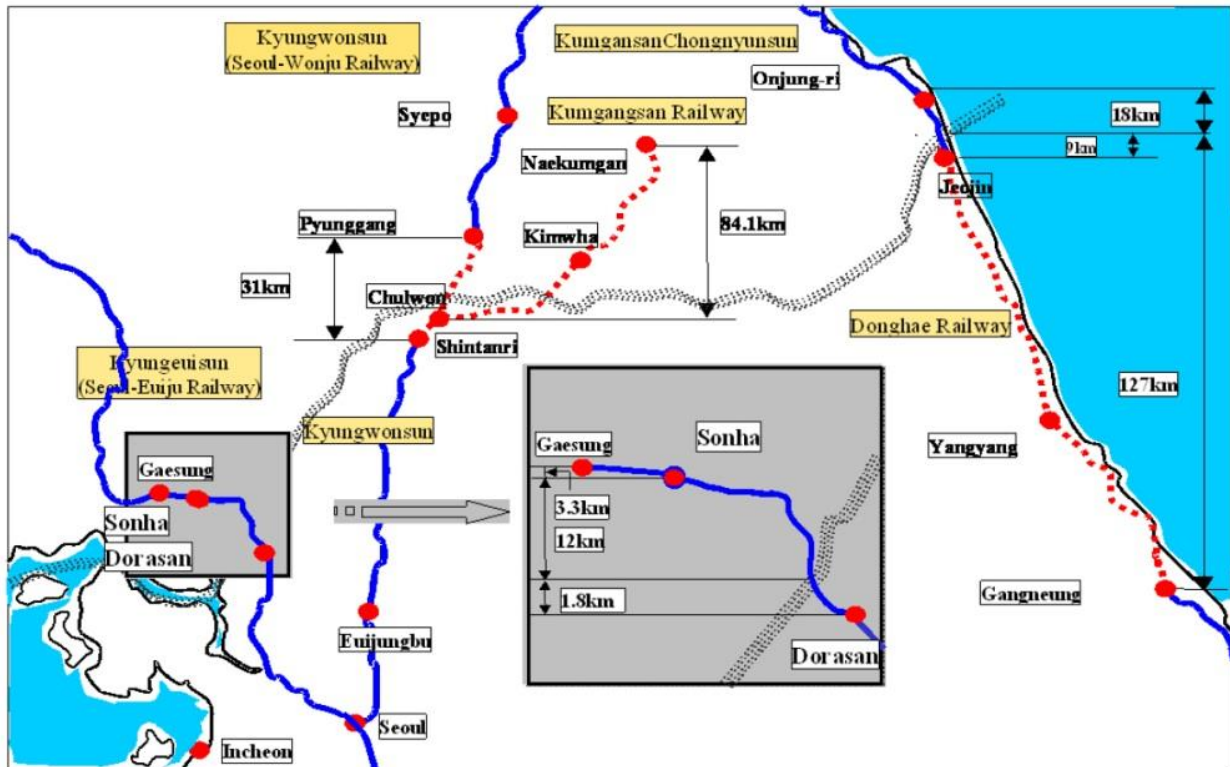 Kyungwonsun
(Seoul-Wonju Railway)
KumgansanChongnyunsun
Onjung-ri
Syepo
Kumgangsan Railway
18km
9km
Naekumgan
Jeojin
Pyunggang
Kimwha
84.1km
31km
Chulwon
Donghae Railway
Shintanri
Kyungeuisun
(Seoul-Euiju Railway)
127km
Kyungwonsun
Sonha
Yangyang
Gaesung
Gaesung
3.3km
Sonha
12km
Dorasan
1.8km
Gangneung
Euijungbu
Dorasan
Seoul
Incheon